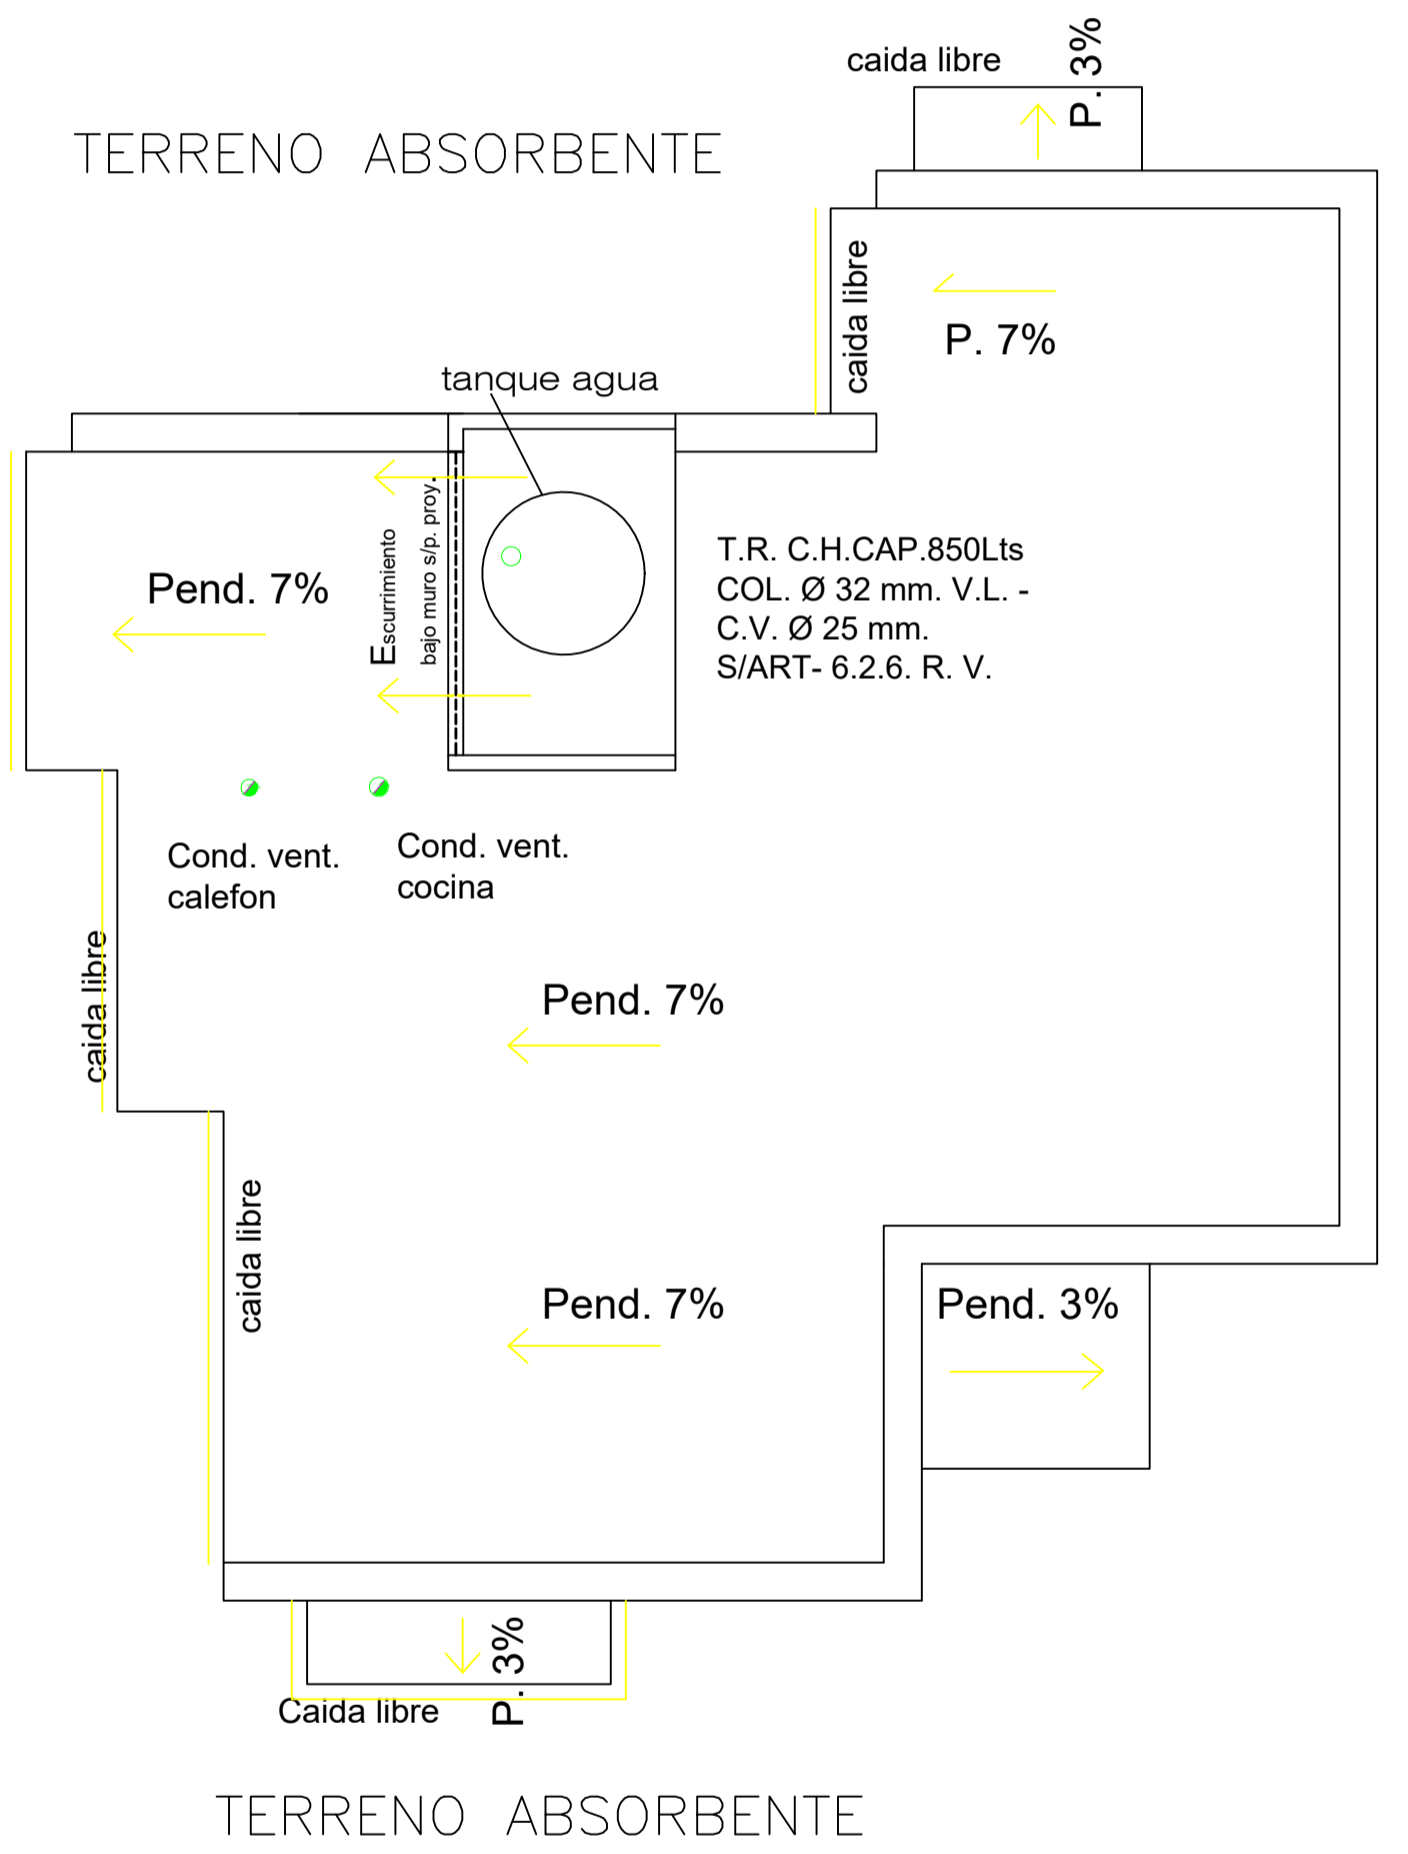 caida libre
P. 3%
TERRENO ABSORBENTE
caida libre
P. 7%
tanque agua
Escurrimiento
bajo muro s/p. proy.
Pend. 7%
T.R. C.H.CAP.850Lts
COL. Ø 32 mm. V.L. -
C.V. Ø 25 mm.
S/ART- 6.2.6. R. V.
Cond. vent.
calefon
Cond. vent.
cocina
caida libre
Pend. 7%
caida libre
Pend. 7%
Pend. 3%
P. 3%
Caida libre
TERRENO ABSORBENTE